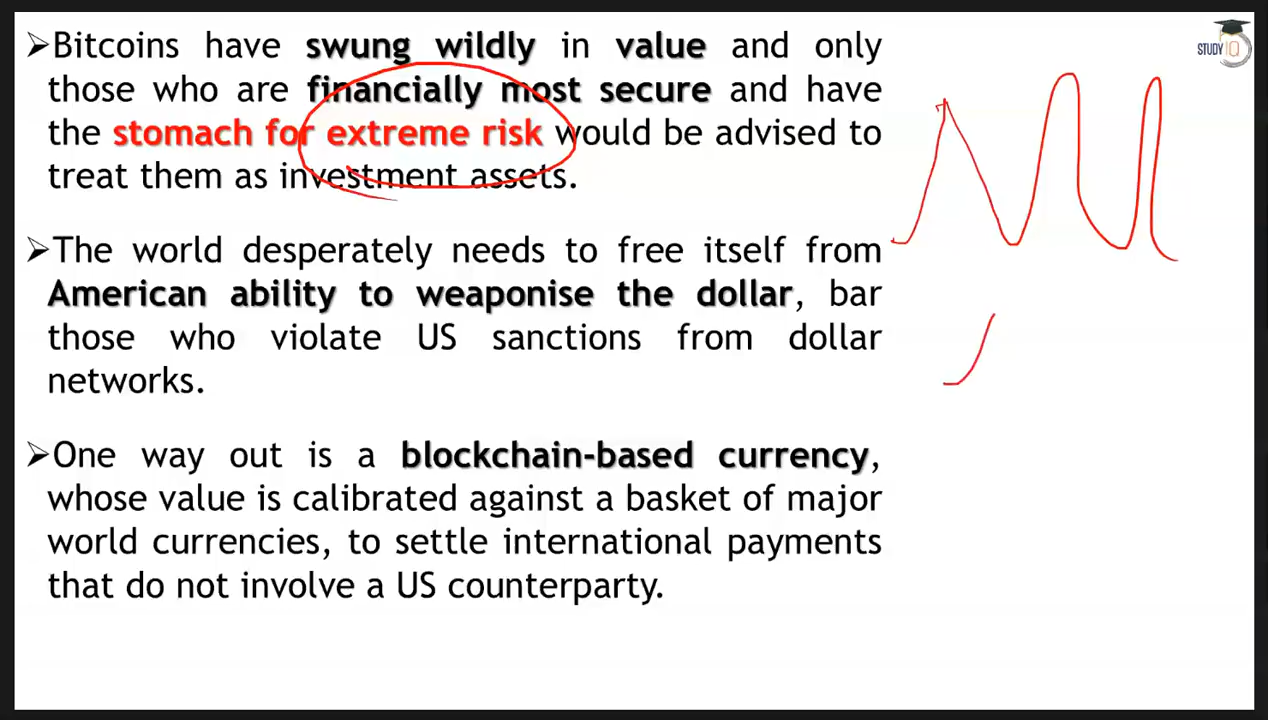 ➢Bitcoins have swung wildly in value and only
those who are financially most secure and have
the stomach for extreme risk would be advised to
treat them as investment assets.
➢The world desperately needs to free itself from
American ability to weaponise the dollar, bar
those who violate US sanctions from dollar
networks.
➢One way out is a blockchain-based currency,
whose value is calibrated against a basket of major
world currencies, to settle international payments
that do not involve a US counterparty.
STUDY IQ